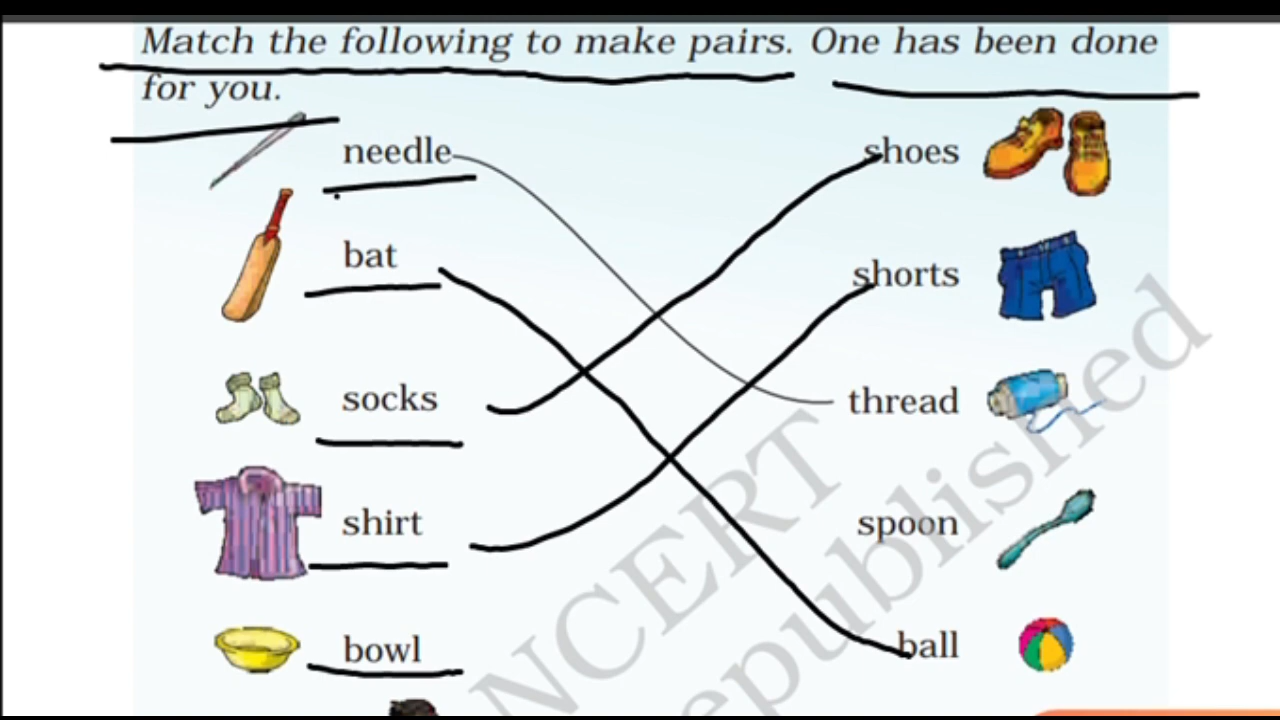 Match the following to make pairs. One has been done
for you.
needle shoes
bat shorts
socks thread
shirt spoon
bowl ball
NCERT
republished